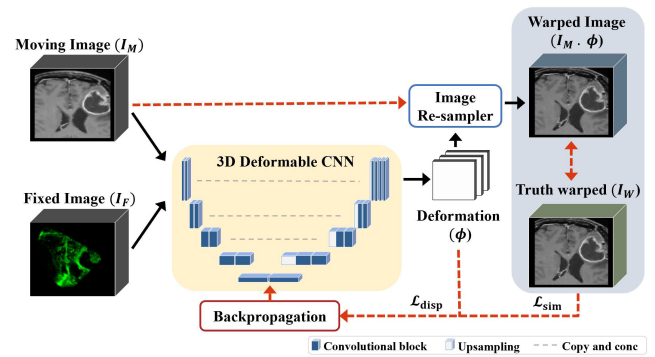 Moving Image (I_M)
Warped Image
(I_M . ϕ)
Image
Re-sampler
3D Deformable CNN
Fixed Image (I_F)
Deformation
(ϕ)
Truth warped (I_W)
ℒ_disp
ℒ_sim
Backpropagation
Convolutional block
Upsampling
Copy and conc